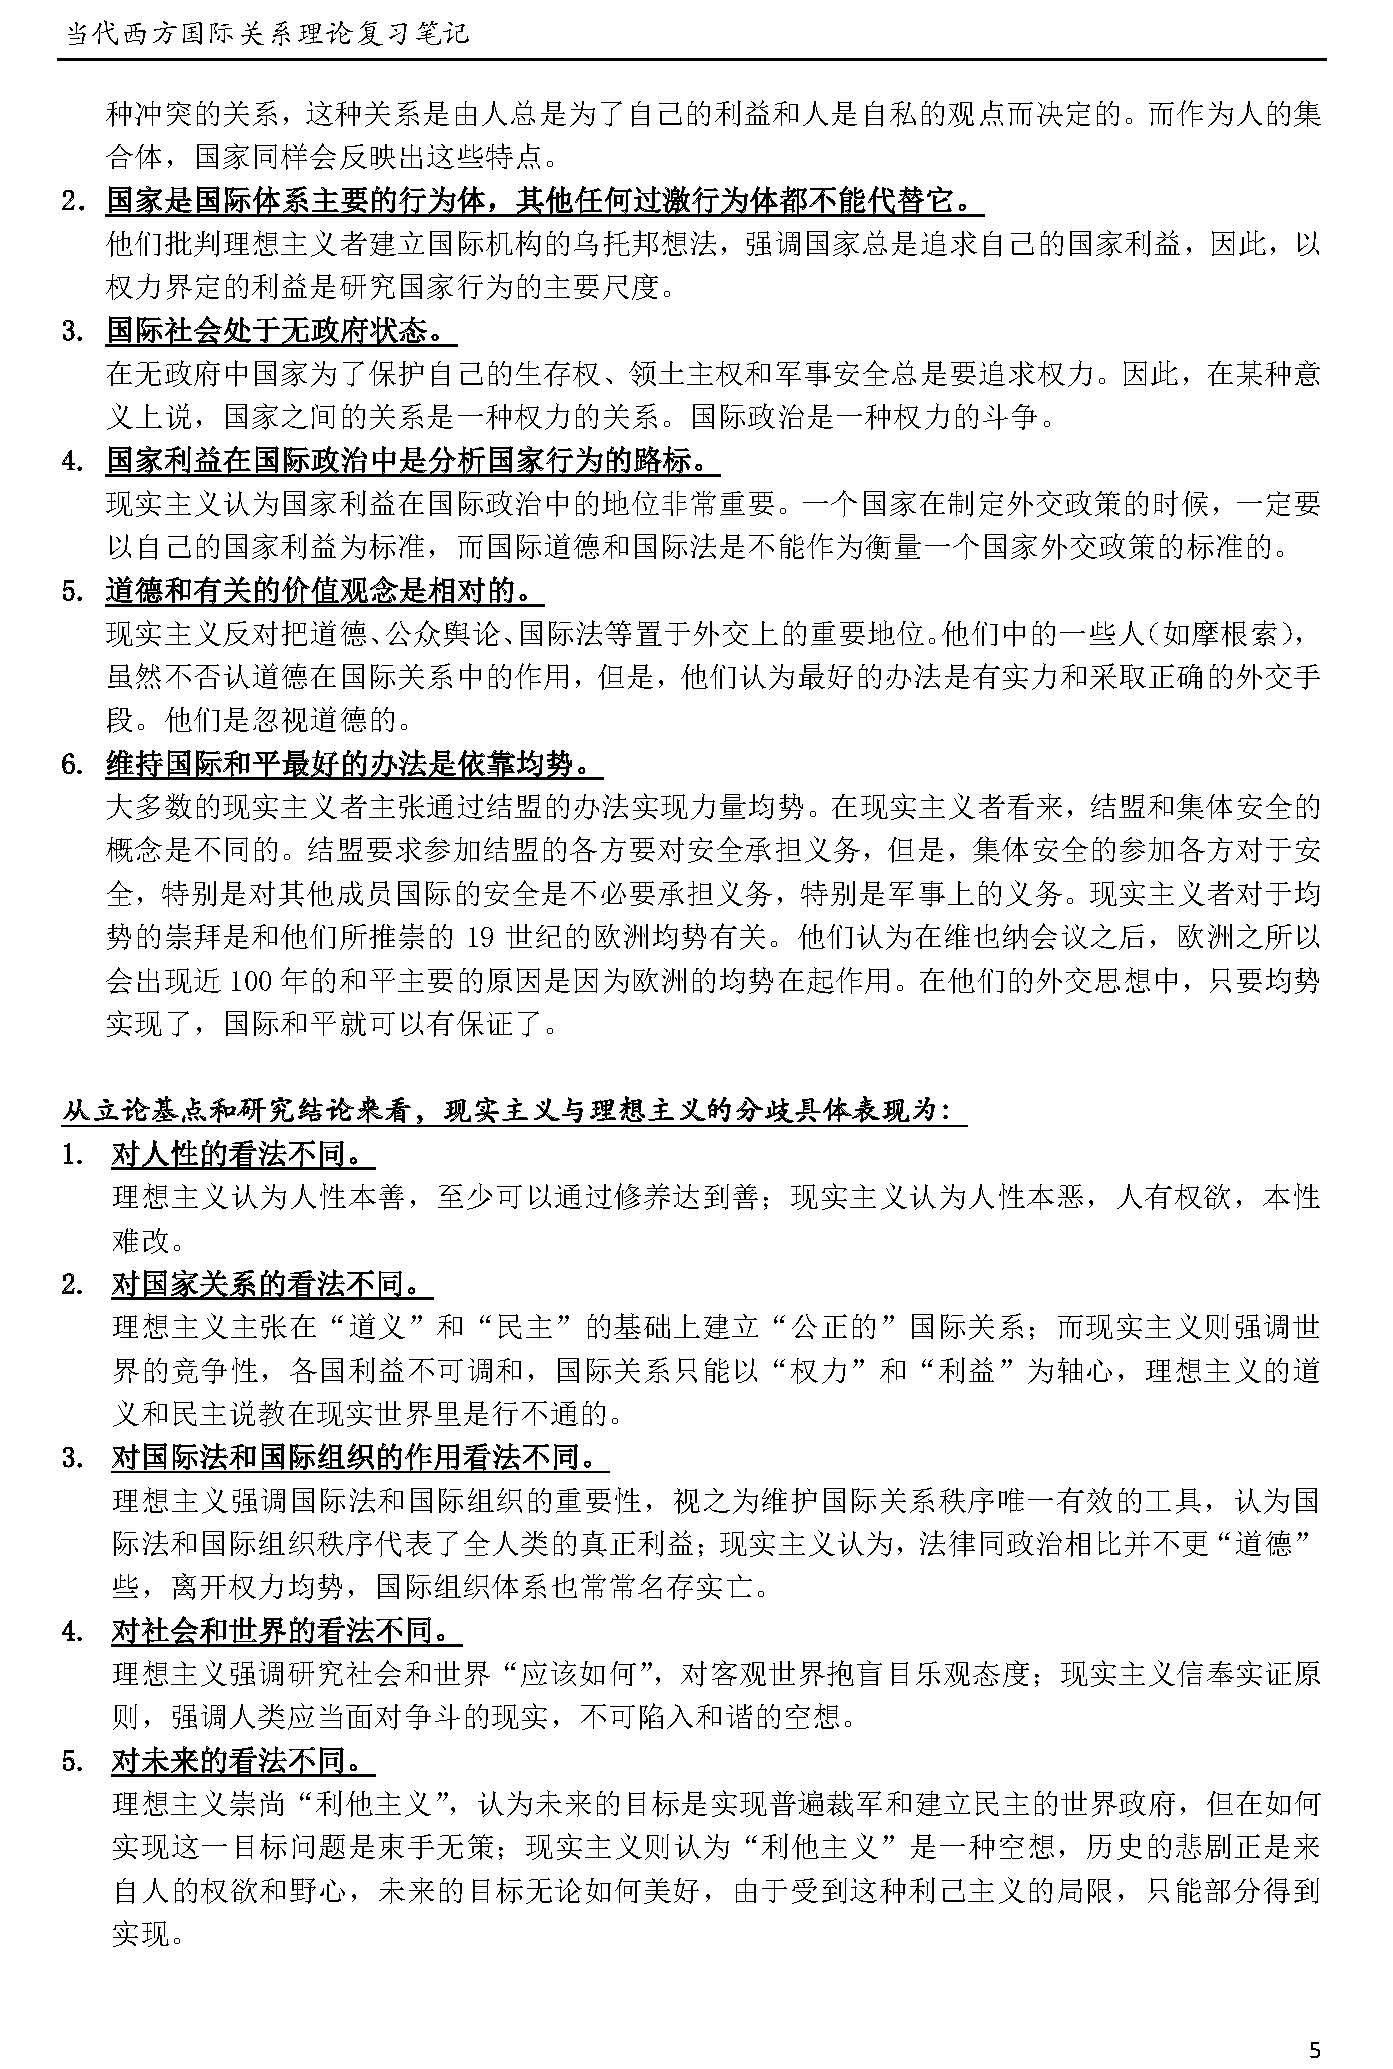 当代西方国际关系理论复习笔记
种冲突的关系，这种关系是由人总是为了自己的利益和人是自私的观点而决定的。而作为人的集
合体，国家同样会反映出这些特点。
2. 国家是国际体系主要的行为体，其他任何过激行为体都不能代替它。
他们批判理想主义者建立国际机构的乌托邦想法，强调国家总是追求自己的国家利益，因此，以
权力界定的利益是研究国家行为的主要尺度。
3. 国际社会处于无政府状态。
在无政府中国家为了保护自己的生存权、领土主权和军事安全总是要追求权力。因此，在某种意
义上说，国家之间的关系是一种权力的关系。国际政治是一种权力的斗争。
4. 国家利益在国际政治中是分析国家行为的路标。
现实主义认为国家利益在国际政治中的地位非常重要。一个国家在制定外交政策的时候，一定要
以自己的国家利益为标准，而国际道德和国际法是不能作为衡量一个国家外交政策的标准的。
5. 道德和有关的价值观念是相对的。
现实主义反对把道德、公众舆论、国际法等置于外交上的重要地位。他们中的一些人（如摩根索），
虽然不否认道德在国际关系中的作用，但是，他们认为最好的办法是有实力和采取正确的外交手
段。他们是忽视道德的。
6. 维持国际和平最好的办法是依靠均势。
大多数的现实主义者主张通过结盟的办法实现力量均势。在现实主义者看来，结盟和集体安全的
概念是不同的。结盟要求参加结盟的各方要对安全承担义务，但是，集体安全的参加各方对于安
全，特别是对其他成员国际的安全是不必要承担义务，特别是军事上的义务。现实主义者对于均
势的崇拜是和他们所推崇的 19 世纪的欧洲均势有关。他们认为在维也纳会议之后，欧洲之所以
会出现近 100 年的和平主要的原因是因为欧洲的均势在起作用。在他们的外交思想中，只要均势
实现了，国际和平就可以有保证了。
从立论基点和研究结论来看，现实主义与理想主义的分歧具体表现为：
1. 对人性的看法不同。
理想主义认为人性本善，至少可以通过修养达到善；现实主义认为人性本恶，人有权欲，本性
难改。
2. 对国家关系的看法不同。
理想主义主张在“道义”和“民主”的基础上建立“公正的”国际关系；而现实主义则强调世
界的竞争性，各国利益不可调和，国际关系只能以“权力”和“利益”为轴心，理想主义的道
义和民主说教在现实世界里是行不通的。
3. 对国际法和国际组织的作用看法不同。
理想主义强调国际法和国际组织的重要性，视之为维护国际关系秩序唯一有效的工具，认为国
际法和国际组织秩序代表了全人类的真正利益；现实主义认为，法律同政治相比并不更“道德”
些，离开权力均势，国际组织体系也常常名存实亡。
4. 对社会和世界的看法不同。
理想主义强调研究社会和世界“应该如何”，对客观世界抱盲目乐观态度；现实主义信奉实证原
则，强调人类应当面对争斗的现实，不可陷入和谐的空想。
5. 对未来的看法不同。
理想主义崇尚“利他主义”，认为未来的目标是实现普遍裁军和建立民主的世界政府，但在如何
实现这一目标问题是束手无策；现实主义则认为“利他主义”是一种空想，历史的悲剧正是来
自人的权欲和野心，未来的目标无论如何美好，由于受到这种利己主义的局限，只能部分得到
实现。
5